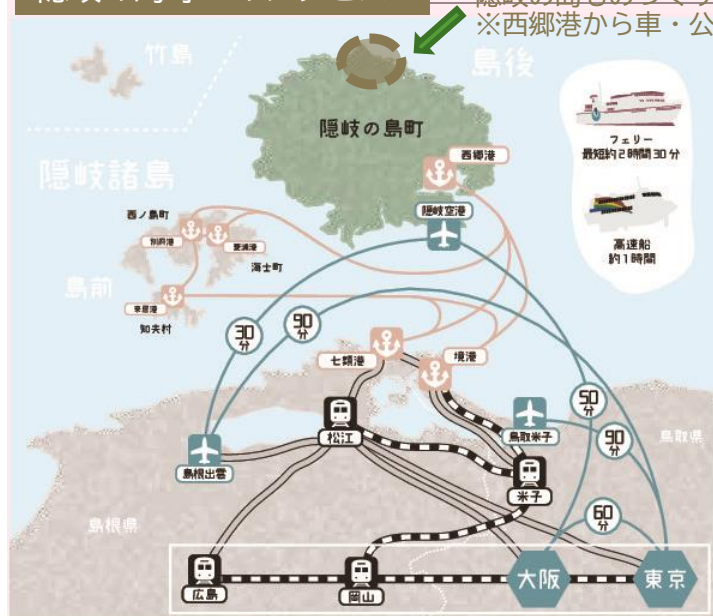 ※西郷港から車・公
竹島
島後
隠岐の島町
フェリー
最短約2時間30分
西郷港
隠岐諸島
隠岐空港
西ノ島町
別府港
菱浦港
高速船
約1時間
海士町
島前
来居港
知夫村
30分
90分
七類港
境港
50分
鳥取米子
鳥取県
松江
90分
島根出雲
米子
60分
島根県
広島
岡山
大阪
東京